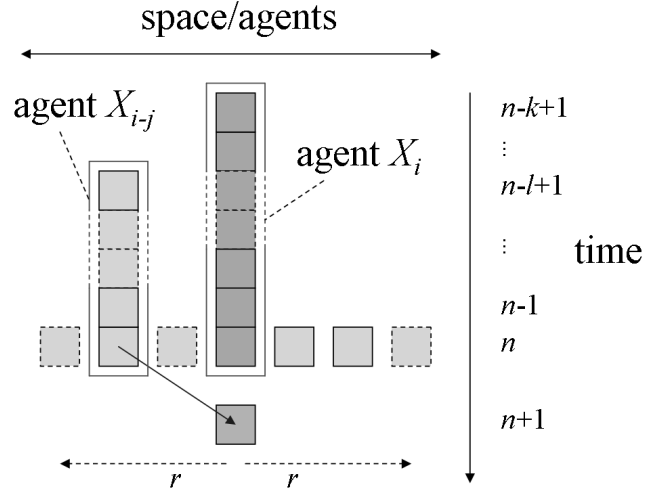 space/agents
agent X_{i-j}
agent X_i
n-k+1
⋮
n-l+1
⋮
time
n-1
n
n+1
r
r